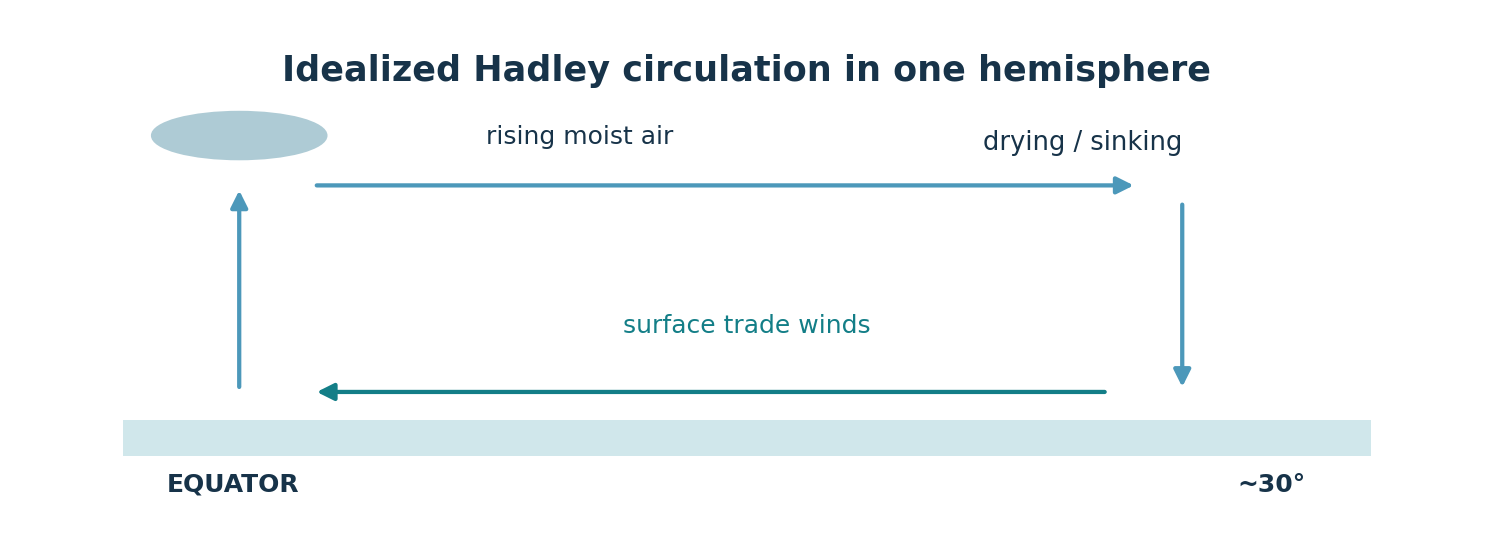 Idealized Hadley circulation in one hemisphere
rising moist air
drying / sinking
surface trade winds
EQUATOR
~30°